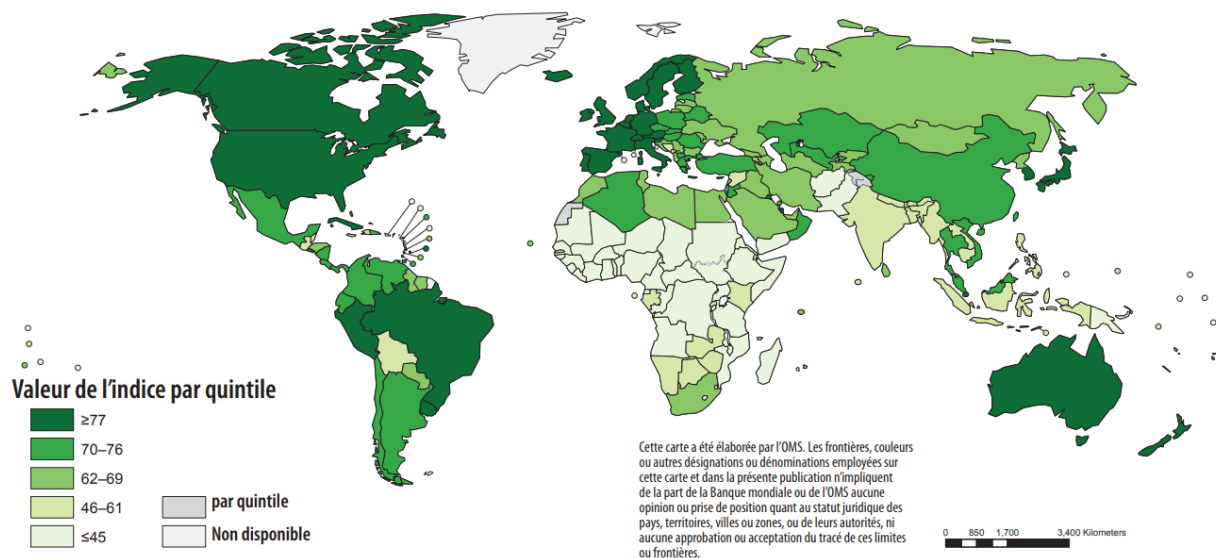 Valeur de l'indice par quintile
≥77
70–76
62–69
46–61
≤45
par quintile
Non disponible
Cette carte a été élaborée par l'OMS. Les frontières, couleurs
ou autres désignations ou dénominations employées sur
cette carte et dans la présente publication n'impliquent
de la part de la Banque mondiale ou de l'OMS aucune
opinion ou prise de position quant au statut juridique des
pays, territoires, villes ou zones, ou de leurs autorités, ni
aucune approbation ou acceptation du tracé de ces limites
ou frontières.
0 850 1,700 3,400 Kilometers